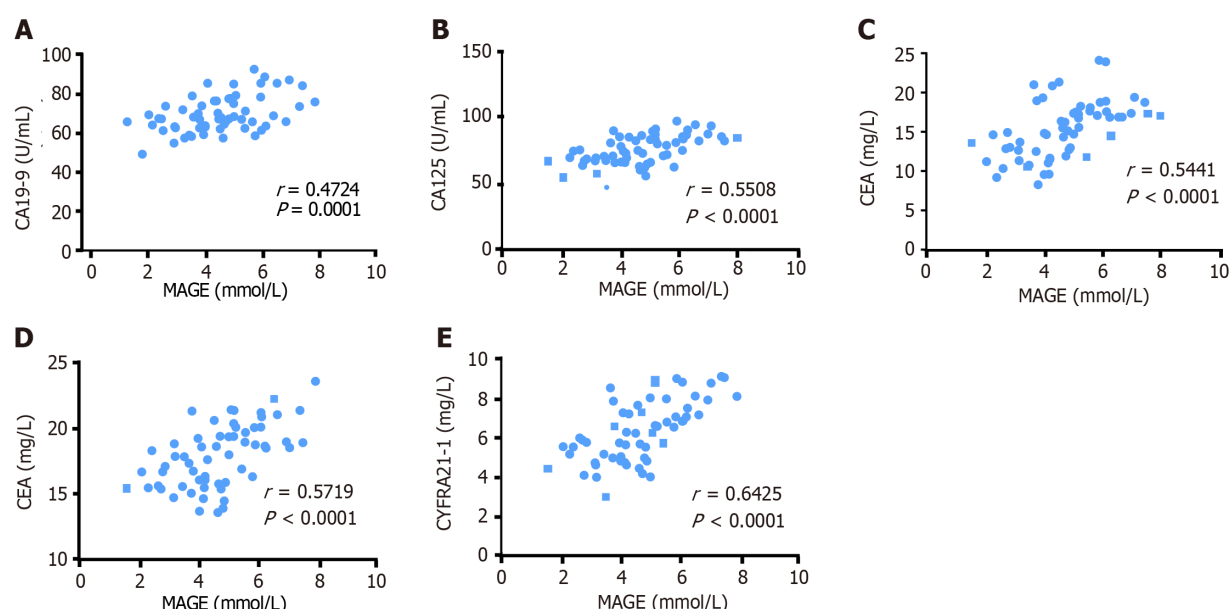 A
CA19-9 (U/mL)
100
80
60
40
20
0
r = 0.4724
P = 0.0001
0 2 4 6 8 10
MAGE (mmol/L)
B
CA125 (U/mL)
150
100
50
0
r = 0.5508
P < 0.0001
0 2 4 6 8 10
MAGE (mmol/L)
C
CEA (mg/L)
25
20
15
10
5
0
r = 0.5441
P < 0.0001
0 2 4 6 8 10
MAGE (mmol/L)
D
CEA (mg/L)
25
20
15
10
r = 0.5719
P < 0.0001
0 2 4 6 8 10
MAGE (mmol/L)
E
CYFRA21-1 (mg/L)
10
8
6
4
2
0
r = 0.6425
P < 0.0001
0 2 4 6 8 10
MAGE (mmol/L)